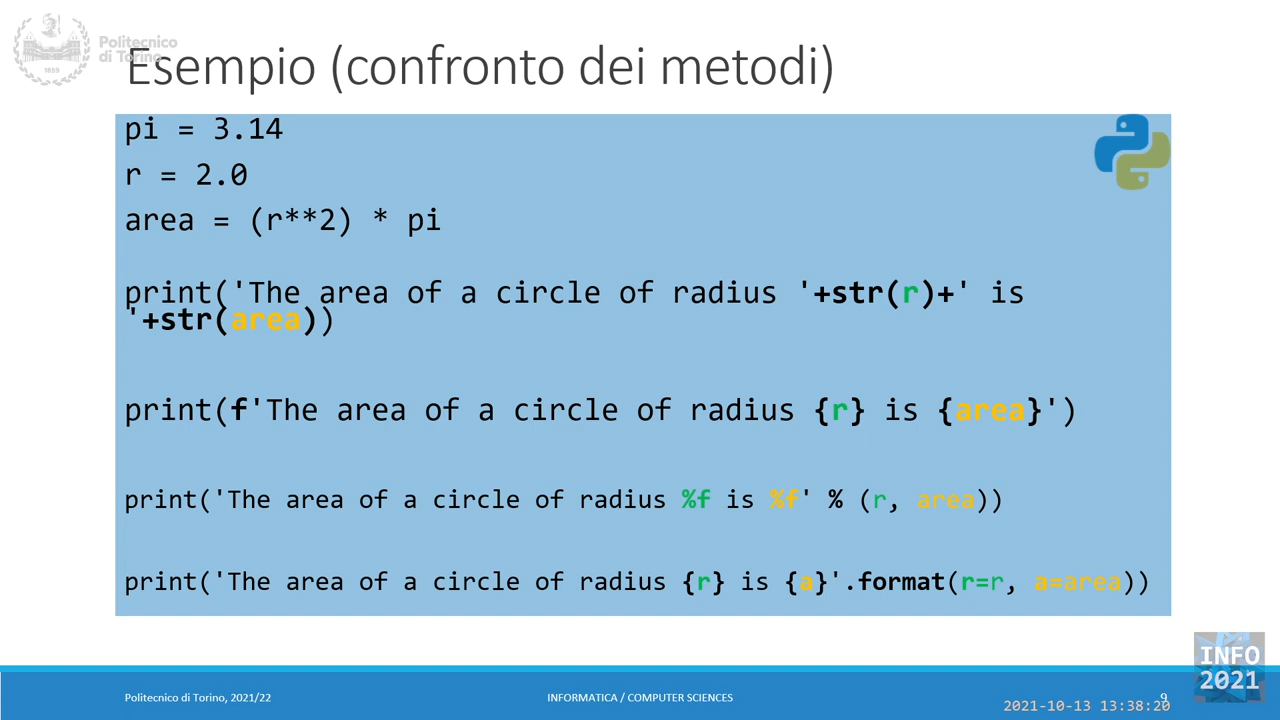 Politecnico
di Torino
1859
Esempio (confronto dei metodi)
pi = 3.14
r = 2.0
area = (r**2) * pi
print('The area of a circle of radius '+str(r)+' is
'+str(area))
print(f'The area of a circle of radius {r} is {area}')
print('The area of a circle of radius %f is %f' % (r, area))
print('The area of a circle of radius {r} is {a}'.format(r=r, a=area))
Politecnico di Torino, 2021/22
INFORMATICA / COMPUTER SCIENCES
9
INFO
2021
2021-10-13 13:38:20